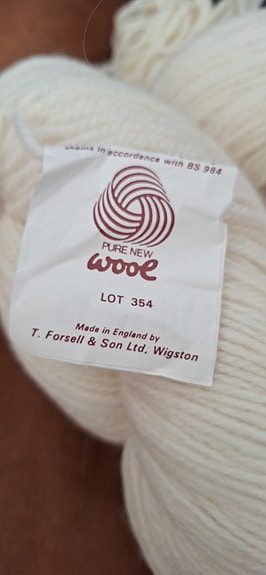 in accordance with BS 984
PURE NEW
wool
LOT 354
Made in England by
T. Forsell & Son Ltd, Wigston